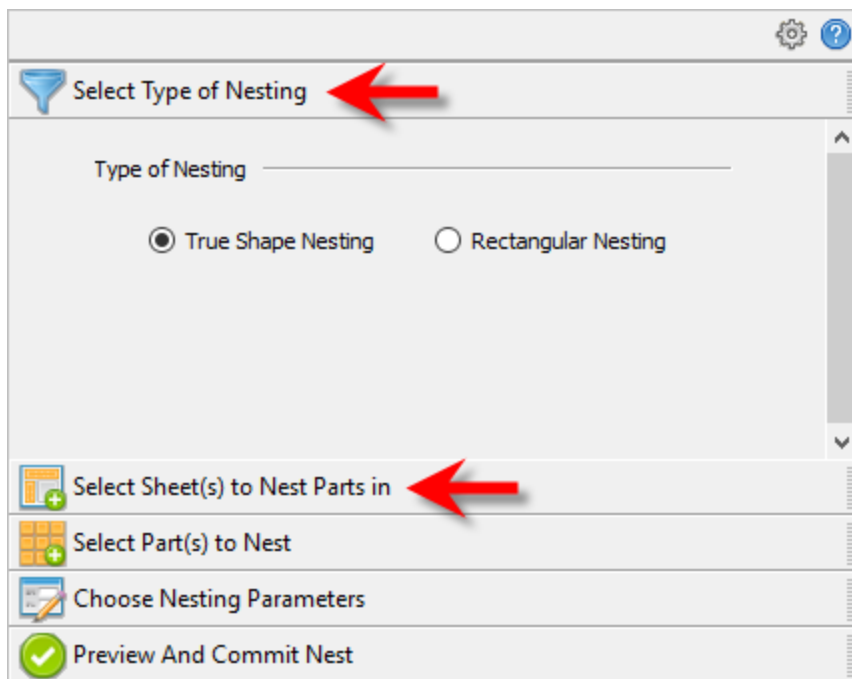 ?
Select Type of Nesting
Type of Nesting
True Shape Nesting Rectangular Nesting
Select Sheet(s) to Nest Parts in
Select Part(s) to Nest
Choose Nesting Parameters
Preview And Commit Nest